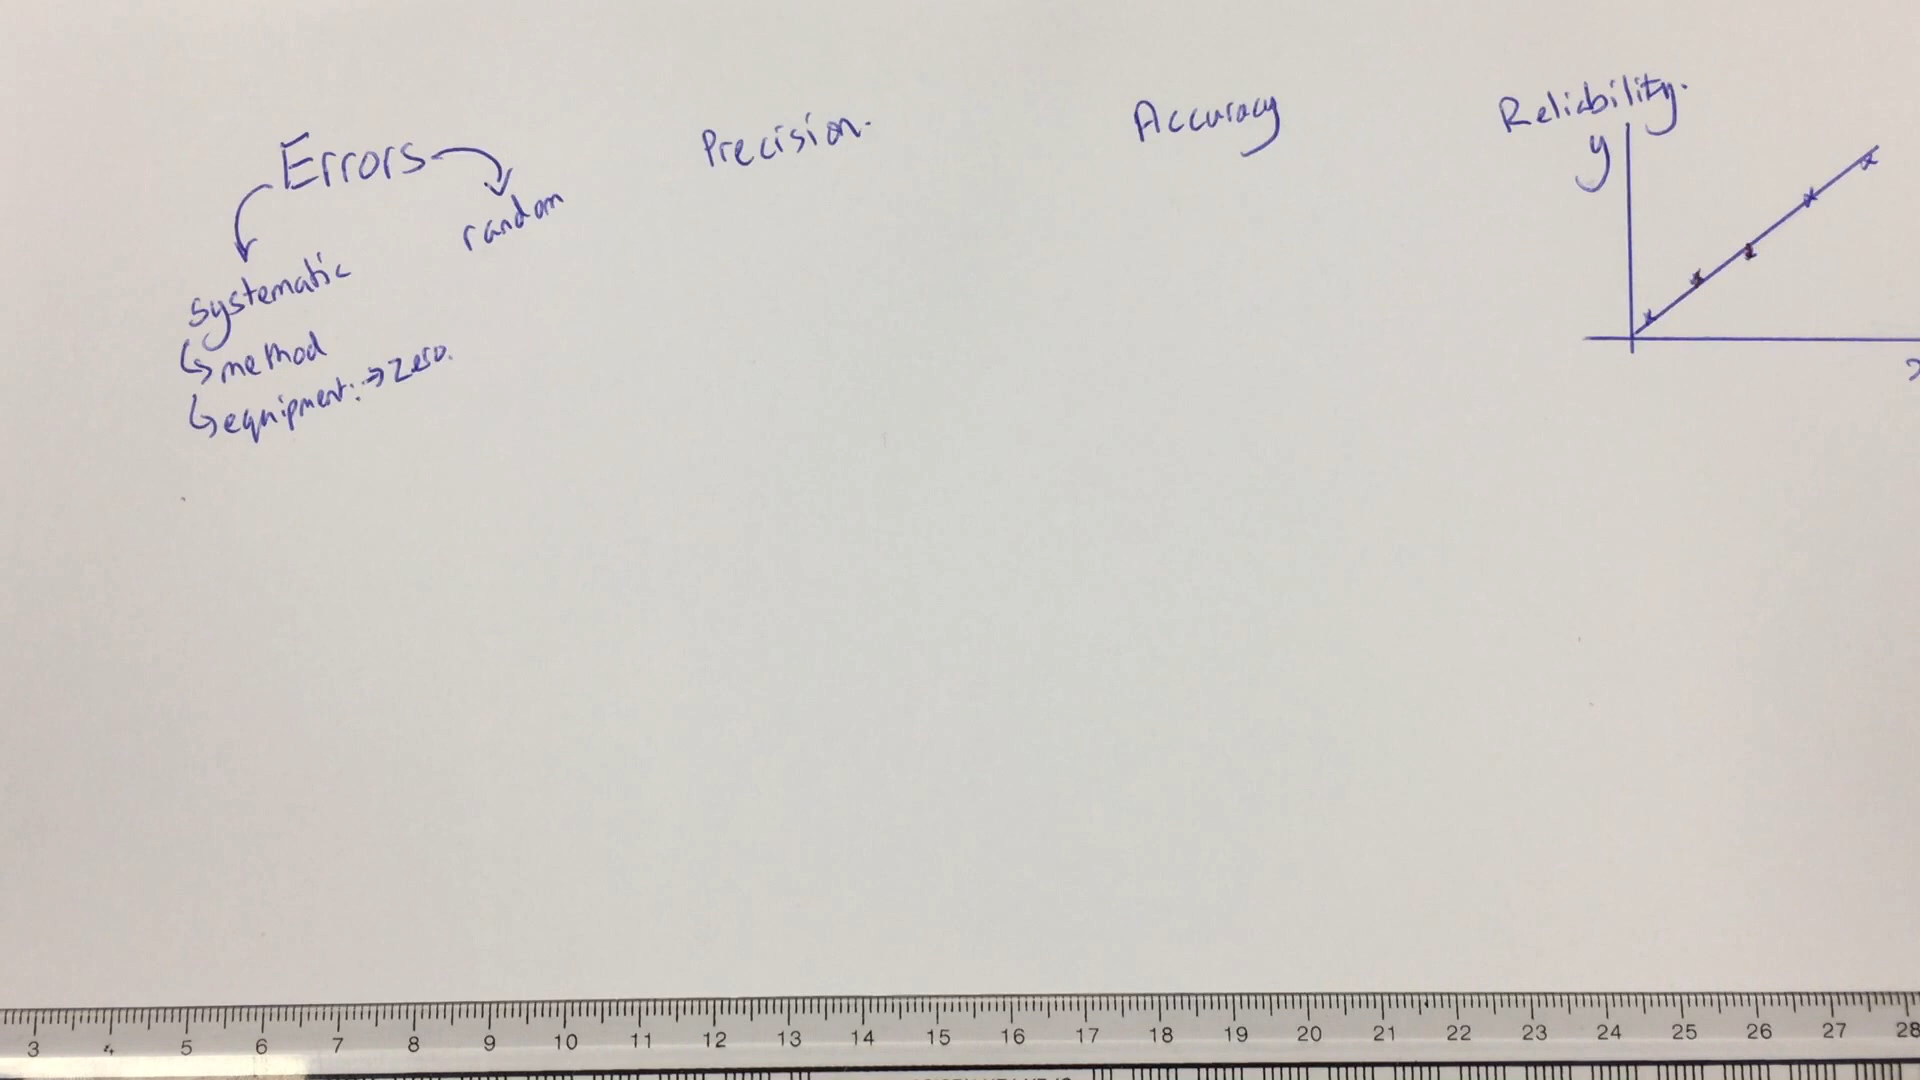 Errors
random
systematic
method
equipment: → zero.
Precision.
Accuracy
Reliability.
y
3 4 5 6 7 8 9 10 11 12 13 14 15 16 17 18 19 20 21 22 23 24 25 26 27 28